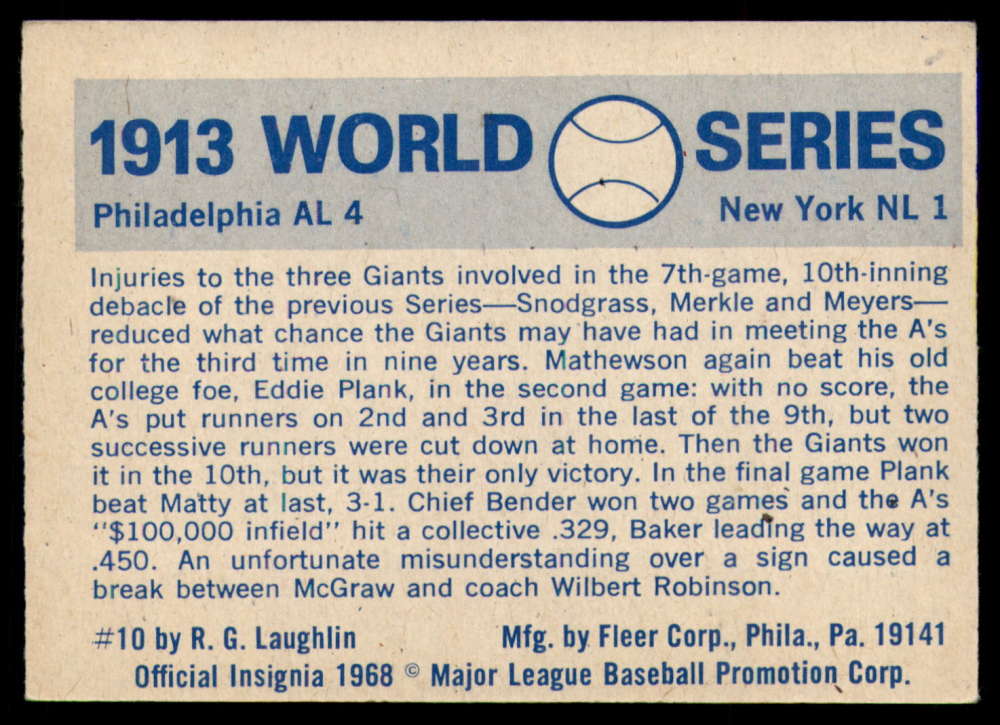 1913 WORLD SERIES
Philadelphia AL 4 New York NL 1
Injuries to the three Giants involved in the 7th-game, 10th-inning
debacle of the previous Series—Snodgrass, Merkle and Meyers—
reduced what chance the Giants may have had in meeting the A's
for the third time in nine years. Mathewson again beat his old
college foe, Eddie Plank, in the second game: with no score, the
A's put runners on 2nd and 3rd in the last of the 9th, but two
successive runners were cut down at home. Then the Giants won
it in the 10th, but it was their only victory. In the final game Plank
beat Matty at last, 3-1. Chief Bender won two games and the A's
"$100,000 infield" hit a collective .329, Baker leading the way at
.450. An unfortunate misunderstanding over a sign caused a
break between McGraw and coach Wilbert Robinson.
#10 by R. G. Laughlin Mfg. by Fleer Corp., Phila., Pa. 19141
Official Insignia 1968 © Major League Baseball Promotion Corp.